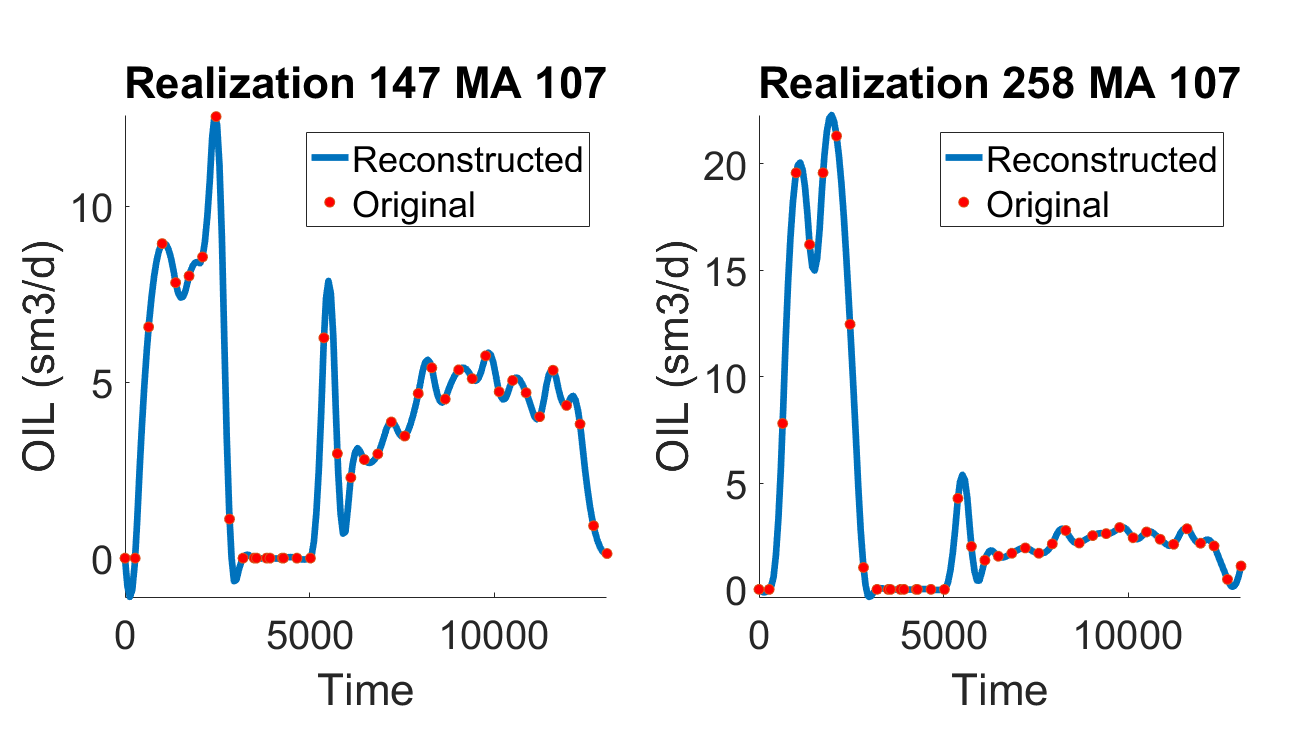 Realization 147 MA 107
Reconstructed
Original
10
5
0
OIL (sm3/d)
0 5000 10000
Time
Realization 258 MA 107
Reconstructed
Original
20
15
10
5
0
OIL (sm3/d)
0 5000 10000
Time